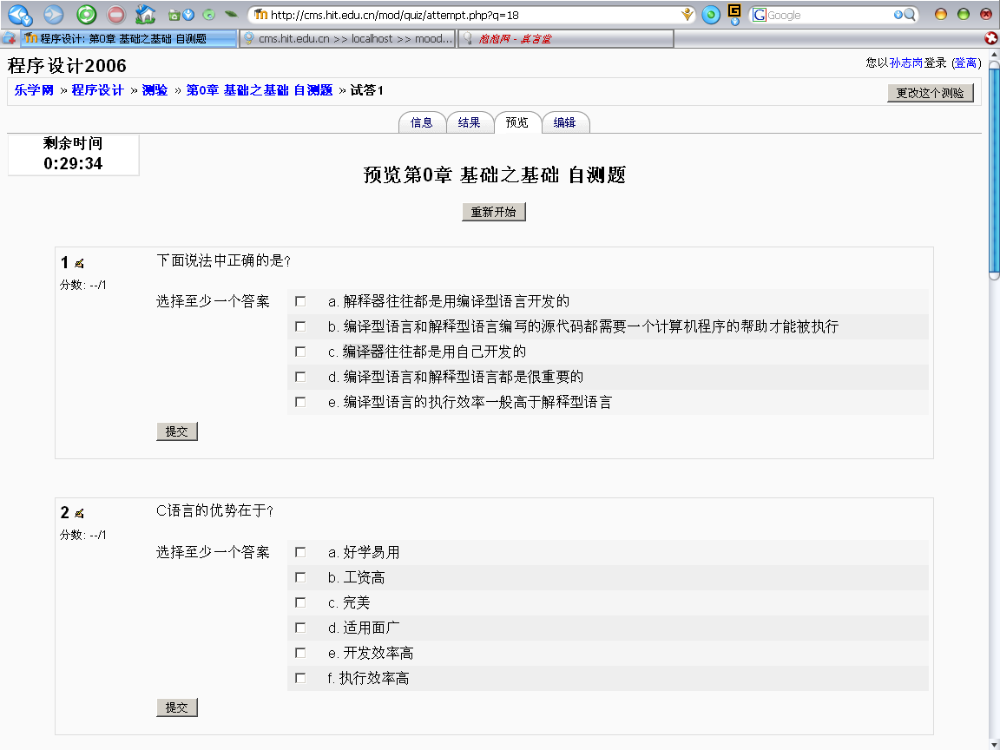 http://cms.hit.edu.cn/mod/quiz/attempt.php?q=18
Google
程序设计: 第0章 基础之基础 自测题
cms.hit.edu.cn >> localhost >> mood...
泡泡网 - 真言堂
程序设计2006
您以孙志岗登录 (登离)
乐学网 » 程序设计 » 测验 » 第0章 基础之基础 自测题 » 试答1
更改这个测验
信息 结果 预览 编辑
剩余时间
0:29:34
预览第0章 基础之基础 自测题
重新开始
1
下面说法中正确的是?
分数: --/1
选择至少一个答案
a. 解释器往往都是用编译型语言开发的
b. 编译型语言和解释型语言编写的源代码都需要一个计算机程序的帮助才能被执行
c. 编译器往往都是用自己开发的
d. 编译型语言和解释型语言都是很重要的
e. 编译型语言的执行效率一般高于解释型语言
提交
2
C语言的优势在于?
分数: --/1
选择至少一个答案
a. 好学易用
b. 工资高
c. 完美
d. 适用面广
e. 开发效率高
f. 执行效率高
提交